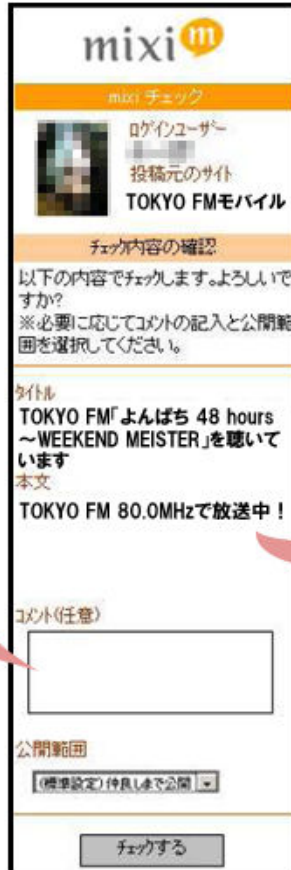 mixi m
mixi チェック
ログインユーザー
投稿元のサイト
TOKYO FMモバイル
チェック内容の確認
以下の内容でチェックします。よろしいで
すか?
※必要に応じてコメントの記入と公開範
囲を選択してください。
タイトル
TOKYO FM「よんぱち 48 hours
～WEEKEND MEISTER」を聴いて
います
本文
TOKYO FM 80.0MHzで放送中！
コメント(任意)
公開範囲
(標準設定)仲良しまで公開
チェックする